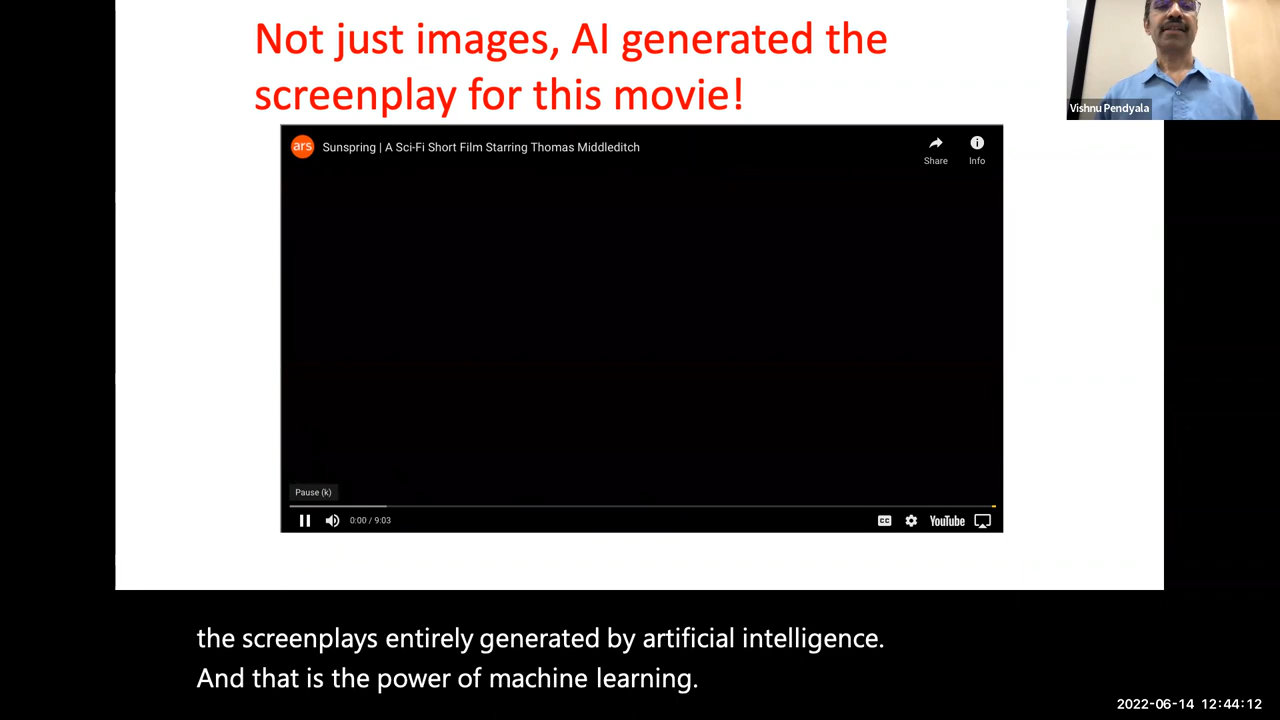 Not just images, AI generated the
screenplay for this movie!
Vishnu Pendyala
ars
Sunspring | A Sci-Fi Short Film Starring Thomas Middleditch
Share
Info
Pause (k)
0:00 / 9:03
CC
YouTube
the screenplays entirely generated by artificial intelligence.
And that is the power of machine learning.
2022-06-14 12:44:12